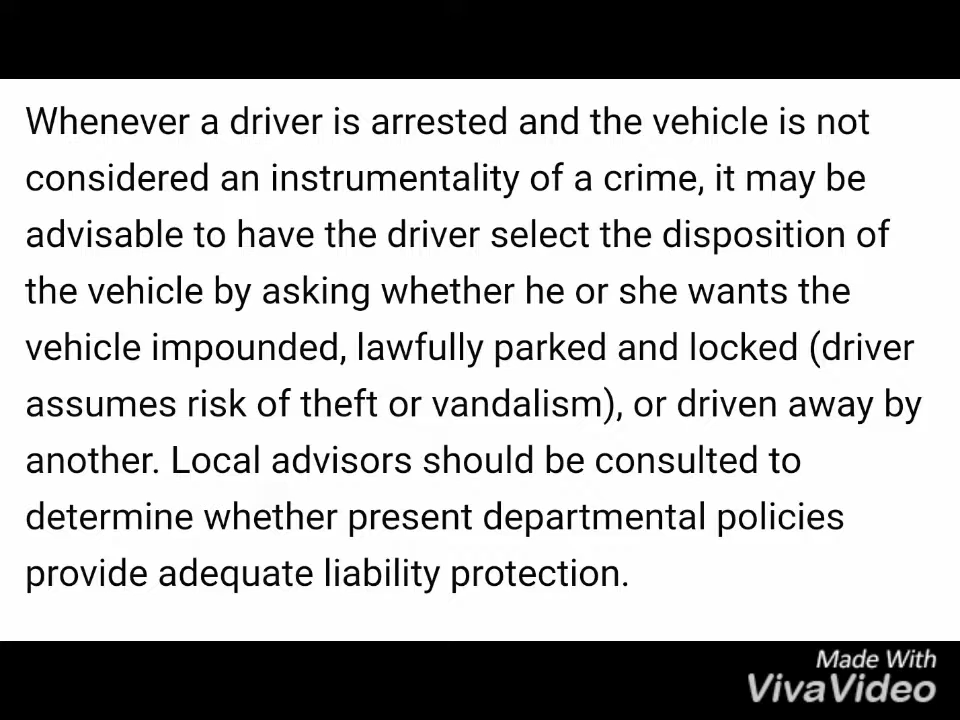 Whenever a driver is arrested and the vehicle is not
considered an instrumentality of a crime, it may be
advisable to have the driver select the disposition of
the vehicle by asking whether he or she wants the
vehicle impounded, lawfully parked and locked (driver
assumes risk of theft or vandalism), or driven away by
another. Local advisors should be consulted to
determine whether present departmental policies
provide adequate liability protection.
Made With
VivaVideo